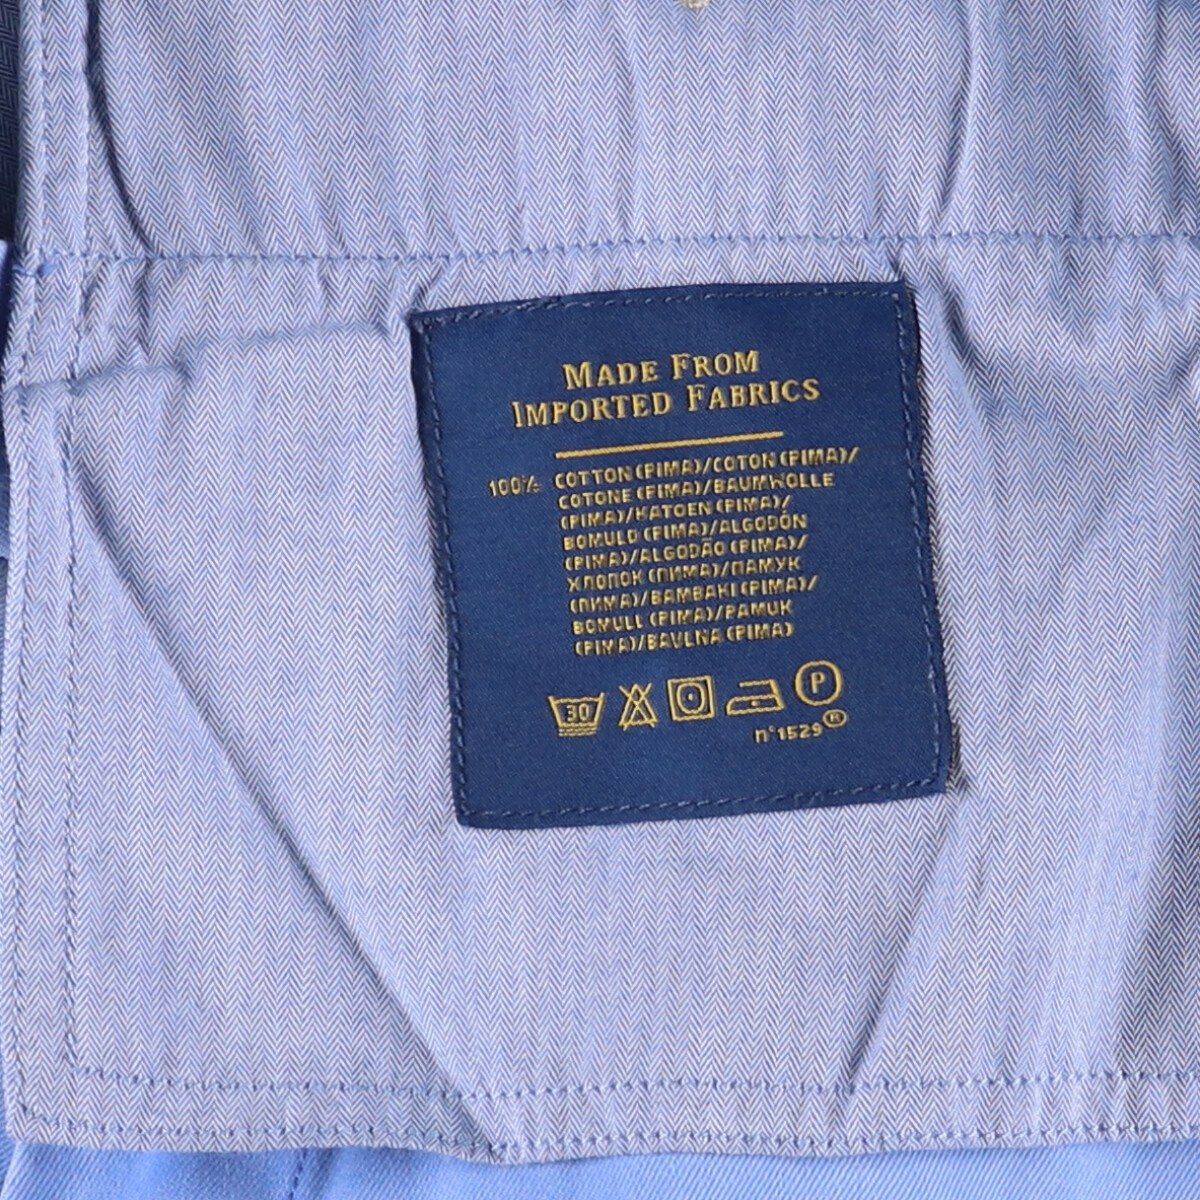 MADE FROM
IMPORTED FABRICS
100% COTTON (PIMA)/COTON (PIMA)/
COTONE (PIMA)/BAUMWOLLE
(PIMA)/KATOEN (PIMA)/
BOMULD (PIMA)/ALGODÓN
(PIMA)/ALGODÃO (PIMA)/
ХЛОПОК (ПИМА)/ПАМУК
(ПИМА)/BAMBAKI (PIMA)/
BOMULL (PIMA)/PAMUK
(PIMA)/BAVLNA (PIMA)
30 P
n°1529 ®